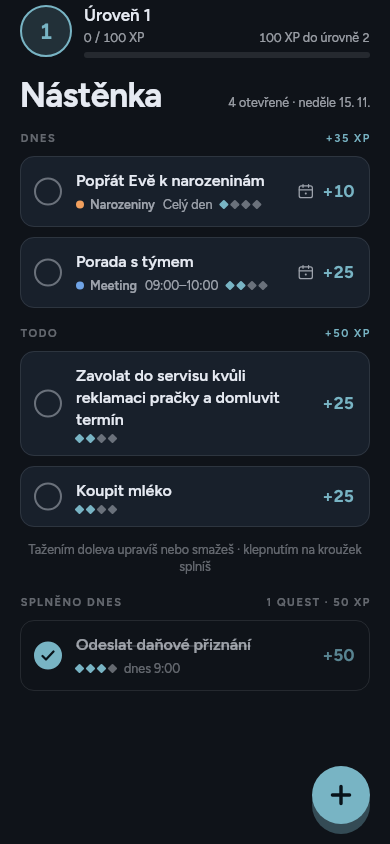 1
Úroveň 1
0 / 100 XP
100 XP do úrovně 2
Nástěnka
4 otevřené · neděle 15. 11.
DNES
+35 XP
Popřát Evě k narozeninám
Narozeniny Celý den
+10
Porada s týmem
Meeting 09:00–10:00
+25
TODO
+50 XP
Zavolat do servisu kvůli
reklamaci pračky a domluvit
termín
+25
Koupit mléko
+25
Tažením doleva upravíš nebo smažeš · klepnutím na kroužek
splníš
SPLNĚNO DNES
1 QUEST · 50 XP
Odeslat daňové přiznání
dnes 9:00
+50